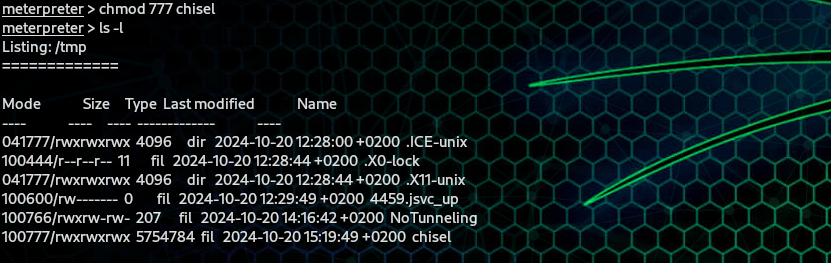 meterpreter > chmod 777 chisel
meterpreter > ls -l
Listing: /tmp
=============
Mode Size Type Last modified Name
---- ---- ---- ------------- ----
041777/rwxrwxrwx 4096 dir 2024-10-20 12:28:00 +0200 .ICE-unix
100444/r--r--r-- 11 fil 2024-10-20 12:28:44 +0200 .X0-lock
041777/rwxrwxrwx 4096 dir 2024-10-20 12:28:44 +0200 .X11-unix
100600/rw------- 0 fil 2024-10-20 12:29:49 +0200 4459.jsvc_up
100766/rwxrw-rw- 207 fil 2024-10-20 14:16:42 +0200 NoTunneling
100777/rwxrwxrwx 5754784 fil 2024-10-20 15:19:49 +0200 chisel